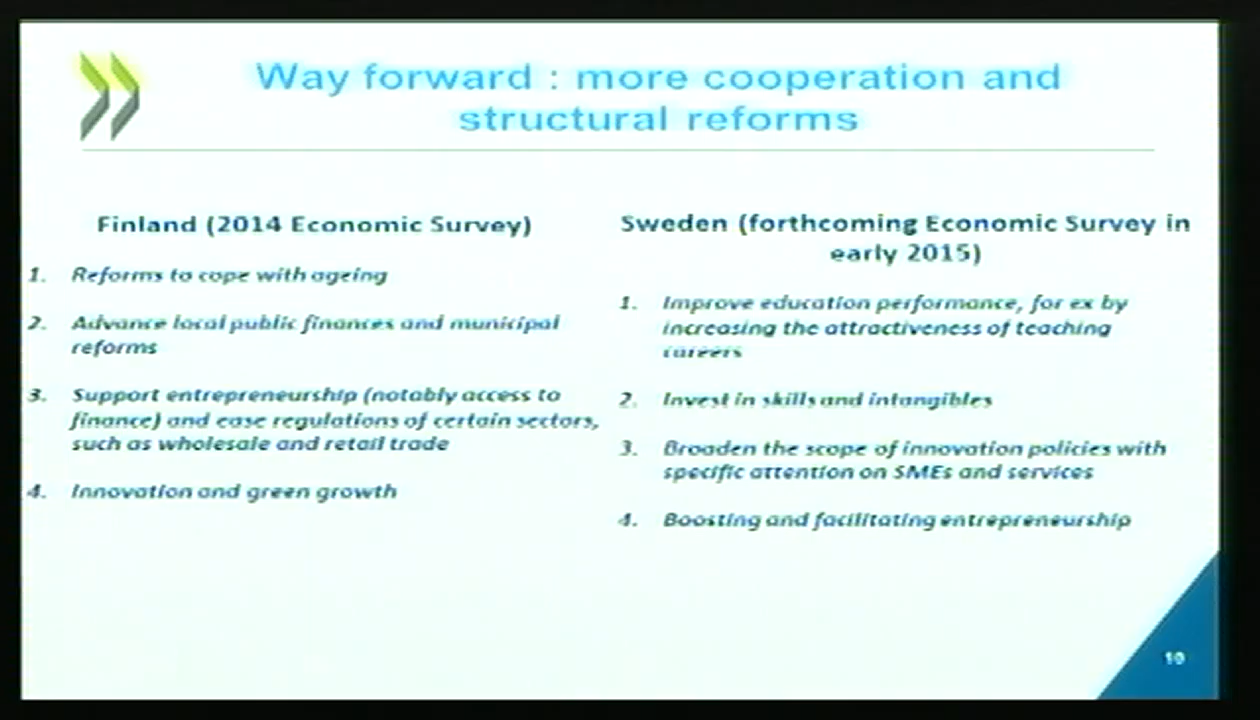 Way forward : more cooperation and
structural reforms
Finland (2014 Economic Survey)
1. Reforms to cope with ageing
2. Advance local public finances and municipal
reforms
3. Support entrepreneurship (notably access to
finance) and ease regulations of certain sectors,
such as wholesale and retail trade
4. Innovation and green growth
Sweden (forthcoming Economic Survey in
early 2015)
1. Improve education performance, for ex by
increasing the attractiveness of teaching
careers
2. Invest in skills and intangibles
3. Broaden the scope of innovation policies with
specific attention on SMEs and services
4. Boosting and facilitating entrepreneurship
10